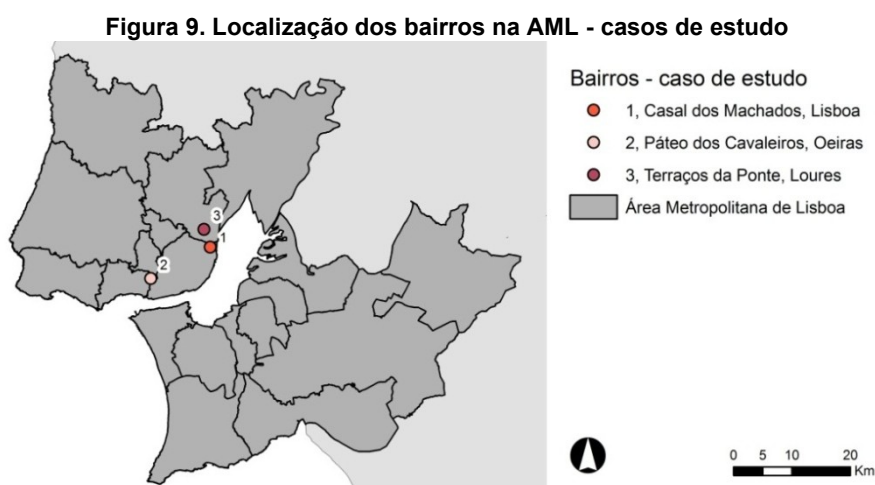 Figura 9. Localização dos bairros na AML - casos de estudo
Bairros - caso de estudo
1, Casal dos Machados, Lisboa
2, Páteo dos Cavaleiros, Oeiras
3, Terraços da Ponte, Loures
Área Metropolitana de Lisboa
3
1
2
0 5 10 20
Km